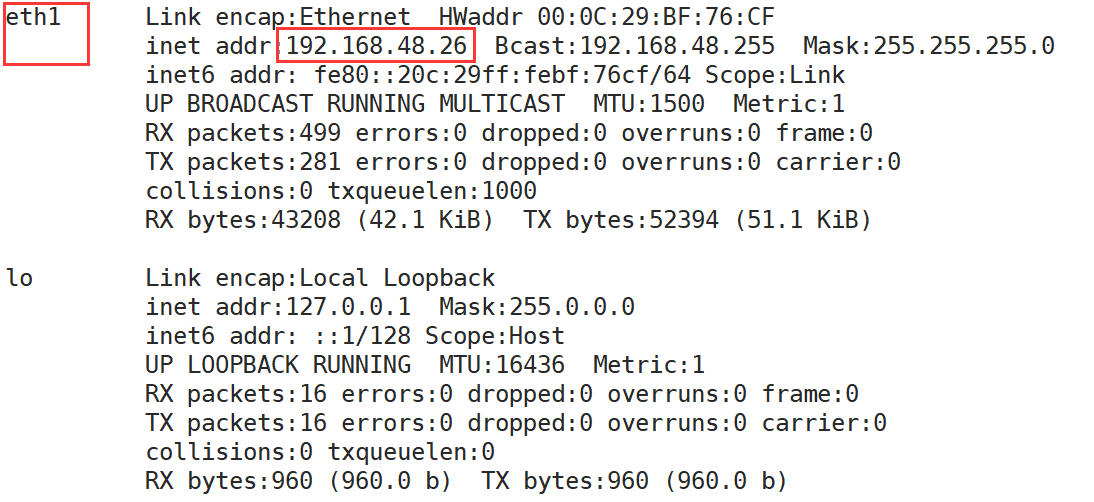 eth1 Link encap:Ethernet HWaddr 00:0C:29:BF:76:CF
inet addr:192.168.48.26 Bcast:192.168.48.255 Mask:255.255.255.0
inet6 addr: fe80::20c:29ff:febf:76cf/64 Scope:Link
UP BROADCAST RUNNING MULTICAST MTU:1500 Metric:1
RX packets:499 errors:0 dropped:0 overruns:0 frame:0
TX packets:281 errors:0 dropped:0 overruns:0 carrier:0
collisions:0 txqueuelen:1000
RX bytes:43208 (42.1 KiB) TX bytes:52394 (51.1 KiB)
lo Link encap:Local Loopback
inet addr:127.0.0.1 Mask:255.0.0.0
inet6 addr: ::1/128 Scope:Host
UP LOOPBACK RUNNING MTU:16436 Metric:1
RX packets:16 errors:0 dropped:0 overruns:0 frame:0
TX packets:16 errors:0 dropped:0 overruns:0 carrier:0
collisions:0 txqueuelen:0
RX bytes:960 (960.0 b) TX bytes:960 (960.0 b)